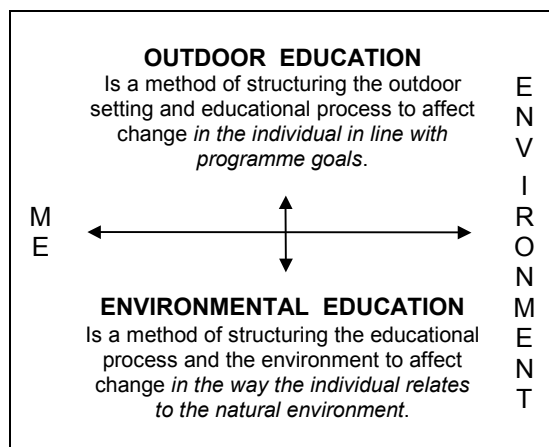 OUTDOOR EDUCATION
Is a method of structuring the outdoor
setting and educational process to affect
change in the individual in line with
programme goals.
ME
ENVIRONMENT
ENVIRONMENTAL EDUCATION
Is a method of structuring the educational
process and the environment to affect
change in the way the individual relates
to the natural environment.